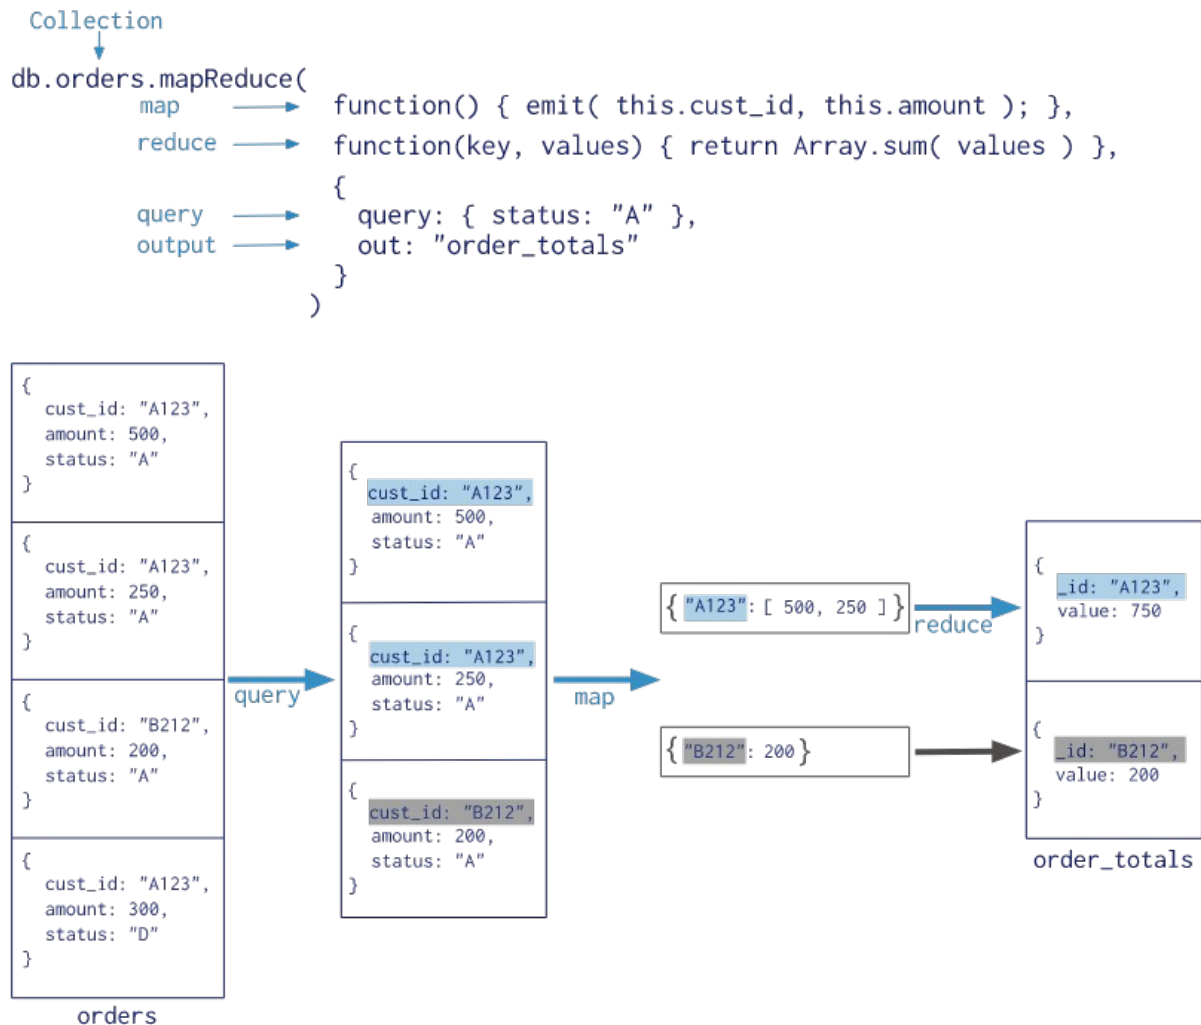 Collection
db.orders.mapReduce(
map function() { emit( this.cust_id, this.amount ); },
reduce function(key, values) { return Array.sum( values ) },
{
query query: { status: "A" },
output out: "order_totals"
}
)
{
cust_id: "A123",
amount: 500,
status: "A"
}
{
cust_id: "A123",
amount: 250,
status: "A"
}
{
cust_id: "B212",
amount: 200,
status: "A"
}
{
cust_id: "A123",
amount: 300,
status: "D"
}
orders
query
{
cust_id: "A123",
amount: 500,
status: "A"
}
{
cust_id: "A123",
amount: 250,
status: "A"
}
{
cust_id: "B212",
amount: 200,
status: "A"
}
map
{ "A123": [ 500, 250 ] }
{ "B212": 200 }
reduce
{
_id: "A123",
value: 750
}
{
_id: "B212",
value: 200
}
order_totals